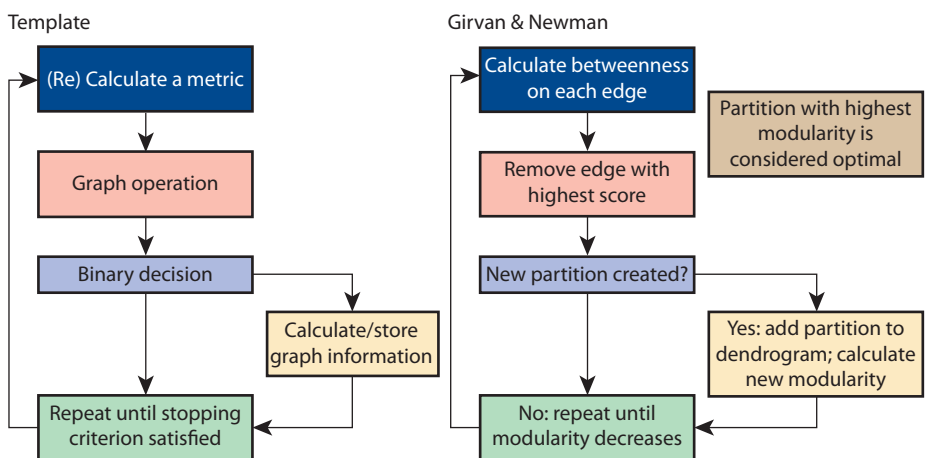 Template
(Re) Calculate a metric
Graph operation
Binary decision
Calculate/store
graph information
Repeat until stopping
criterion satisfied
Girvan & Newman
Calculate betweenness
on each edge
Partition with highest
modularity is
considered optimal
Remove edge with
highest score
New partition created?
Yes: add partition to
dendrogram; calculate
new modularity
No: repeat until
modularity decreases